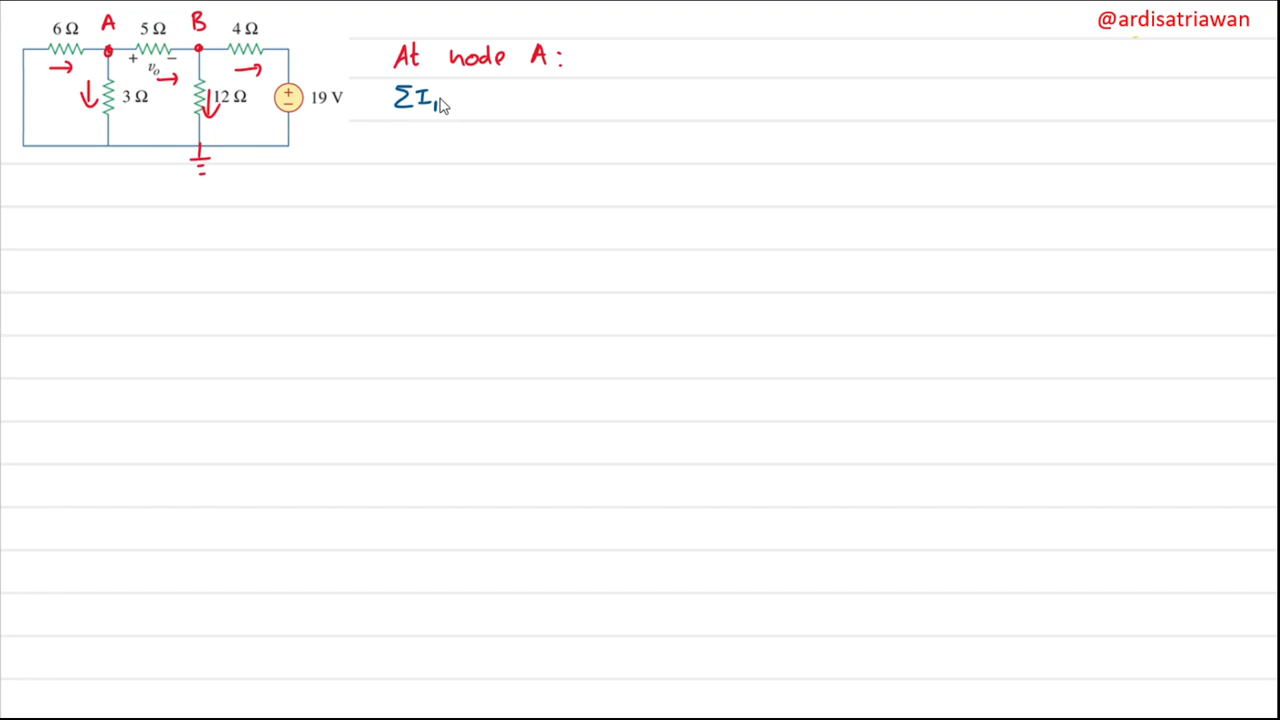 @ardisatriawan
6 Ω A 5 Ω B 4 Ω
+ v₀ −
3 Ω 12 Ω + − 19 V
At node A:
ΣI